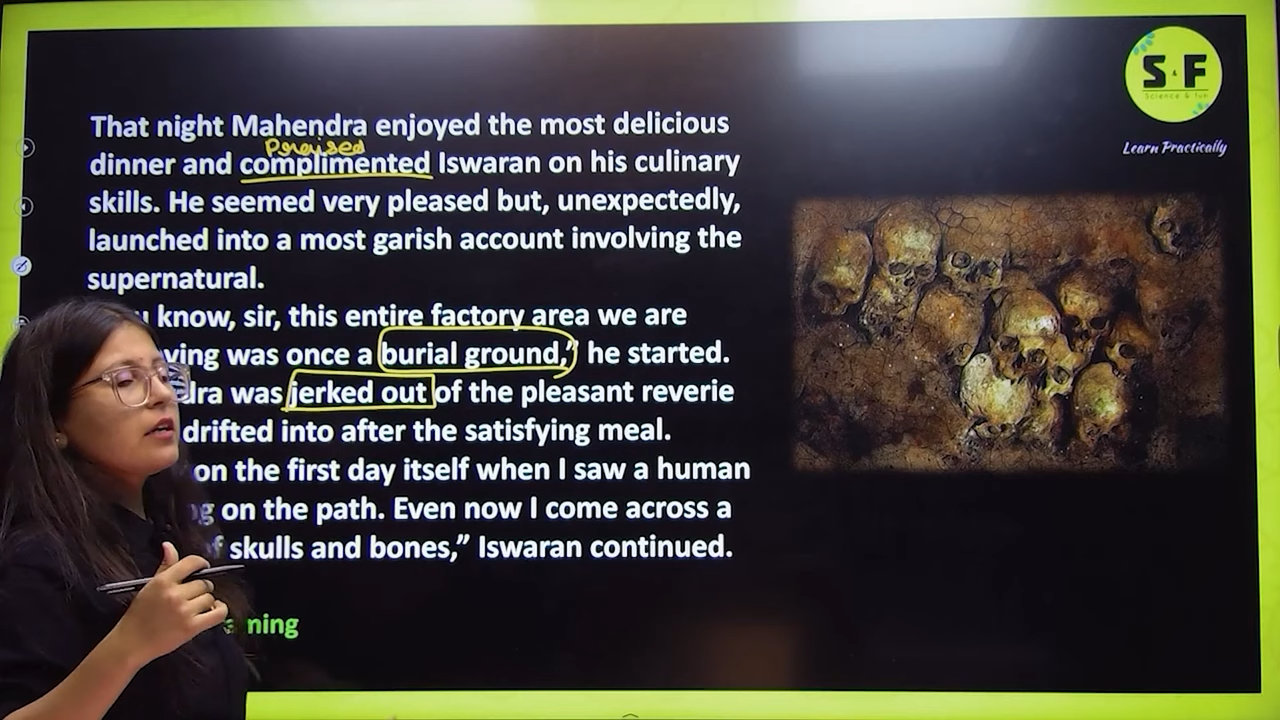 That night Mahendra enjoyed the most delicious
Praised
dinner and complimented Iswaran on his culinary
skills. He seemed very pleased but, unexpectedly,
launched into a most garish account involving the
supernatural.
know, sir, this entire factory area we are
was once a burial ground,” he started.
was jerked out of the pleasant reverie
drifted into after the satisfying meal.
on the first day itself when I saw a human
on the path. Even now I come across a
skulls and bones,” Iswaran continued.
S & F
Science & fun
Learn Practically